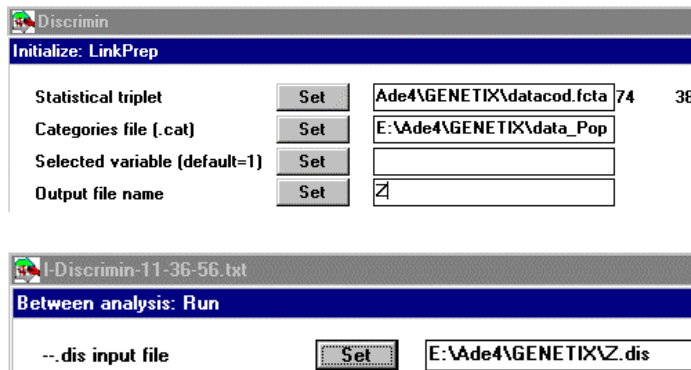 Discrimin
Initialize: LinkPrep
Statistical triplet Set Ade4\GENETIX\datacod.fcta 74 38
Categories file (.cat) Set E:\Ade4\GENETIX\data_Pop
Selected variable (default=1) Set
Output file name Set Z
I-Discrimin-11-36-56.txt
Between analysis: Run
--.dis input file Set E:\Ade4\GENETIX\Z.dis